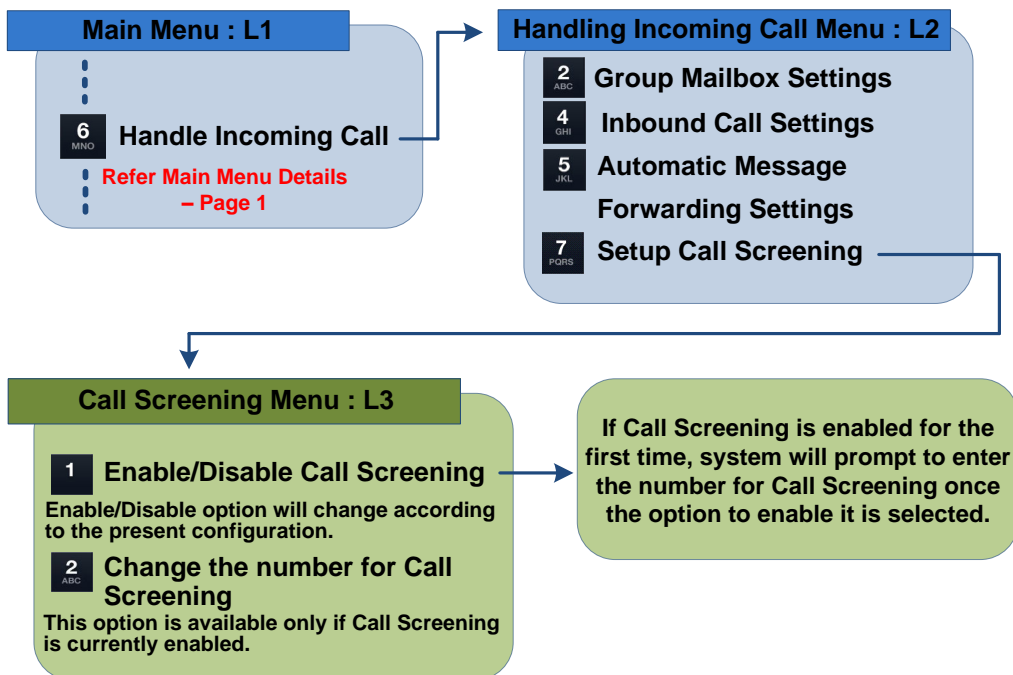 Main Menu : L1
6
MNO
Handle Incoming Call
Refer Main Menu Details
– Page 1
Handling Incoming Call Menu : L2
2
ABC
Group Mailbox Settings
4
GHI
Inbound Call Settings
5
JKL
Automatic Message
Forwarding Settings
7
PQRS
Setup Call Screening
Call Screening Menu : L3
1
Enable/Disable Call Screening
Enable/Disable option will change according
to the present configuration.
2
ABC
Change the number for Call
Screening
This option is available only if Call Screening
is currently enabled.
If Call Screening is enabled for the
first time, system will prompt to enter
the number for Call Screening once
the option to enable it is selected.